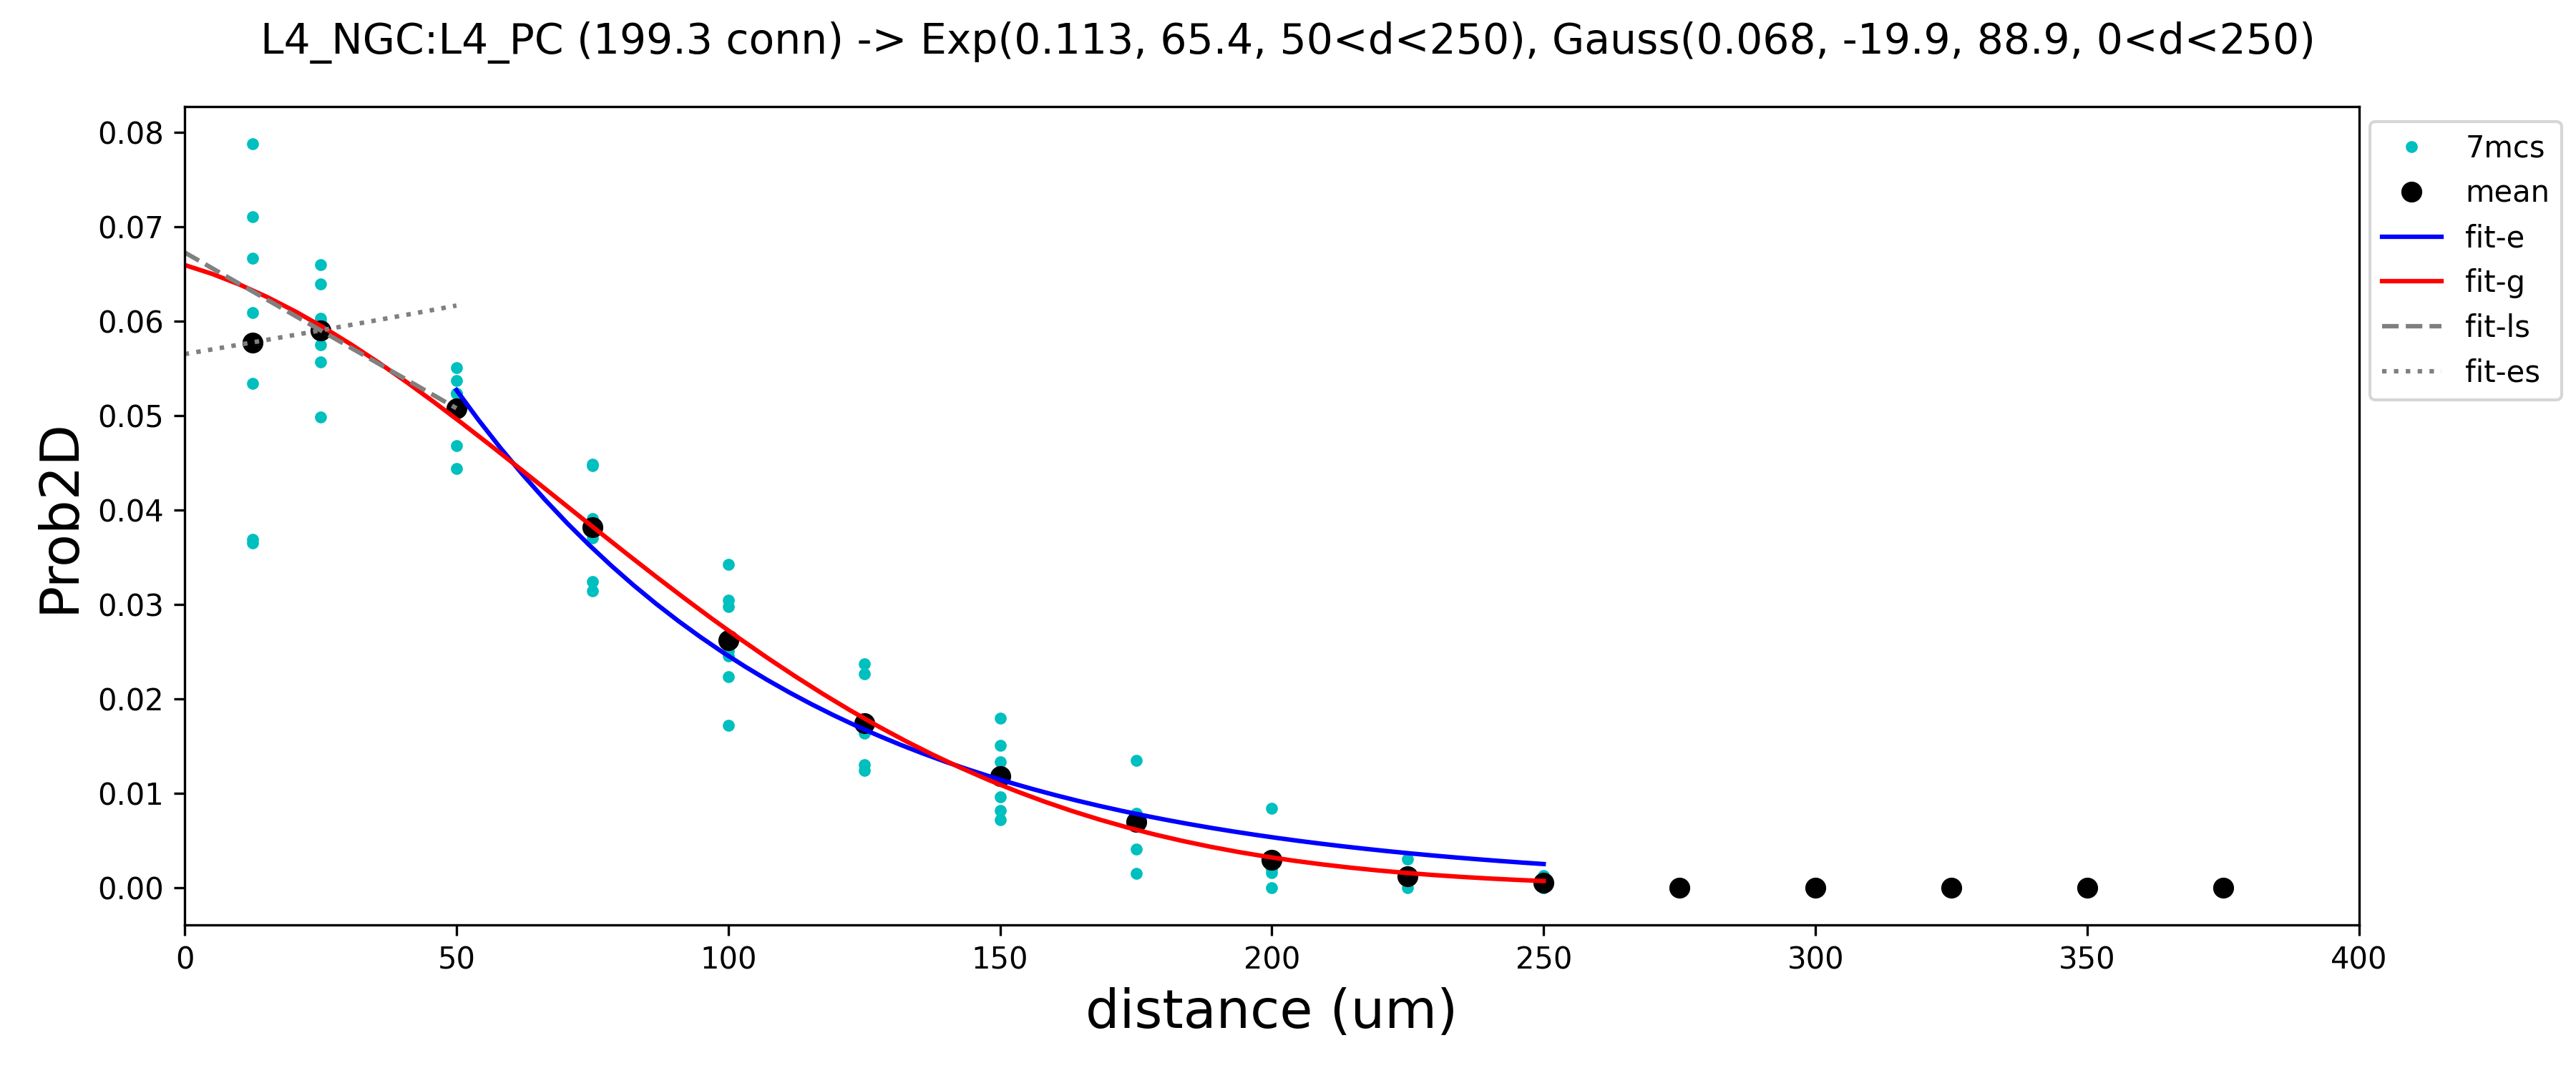 L4_NGC:L4_PC (199.3 conn) -> Exp(0.113, 65.4, 50<d<250), Gauss(0.068, -19.9, 88.9, 0<d<250)
0.08
0.07
0.06
0.05
0.04
0.03
0.02
0.01
0.00
Prob2D
0 50 100 150 200 250 300 350 400
distance (um)
7mcs
mean
fit-e
fit-g
fit-ls
fit-es